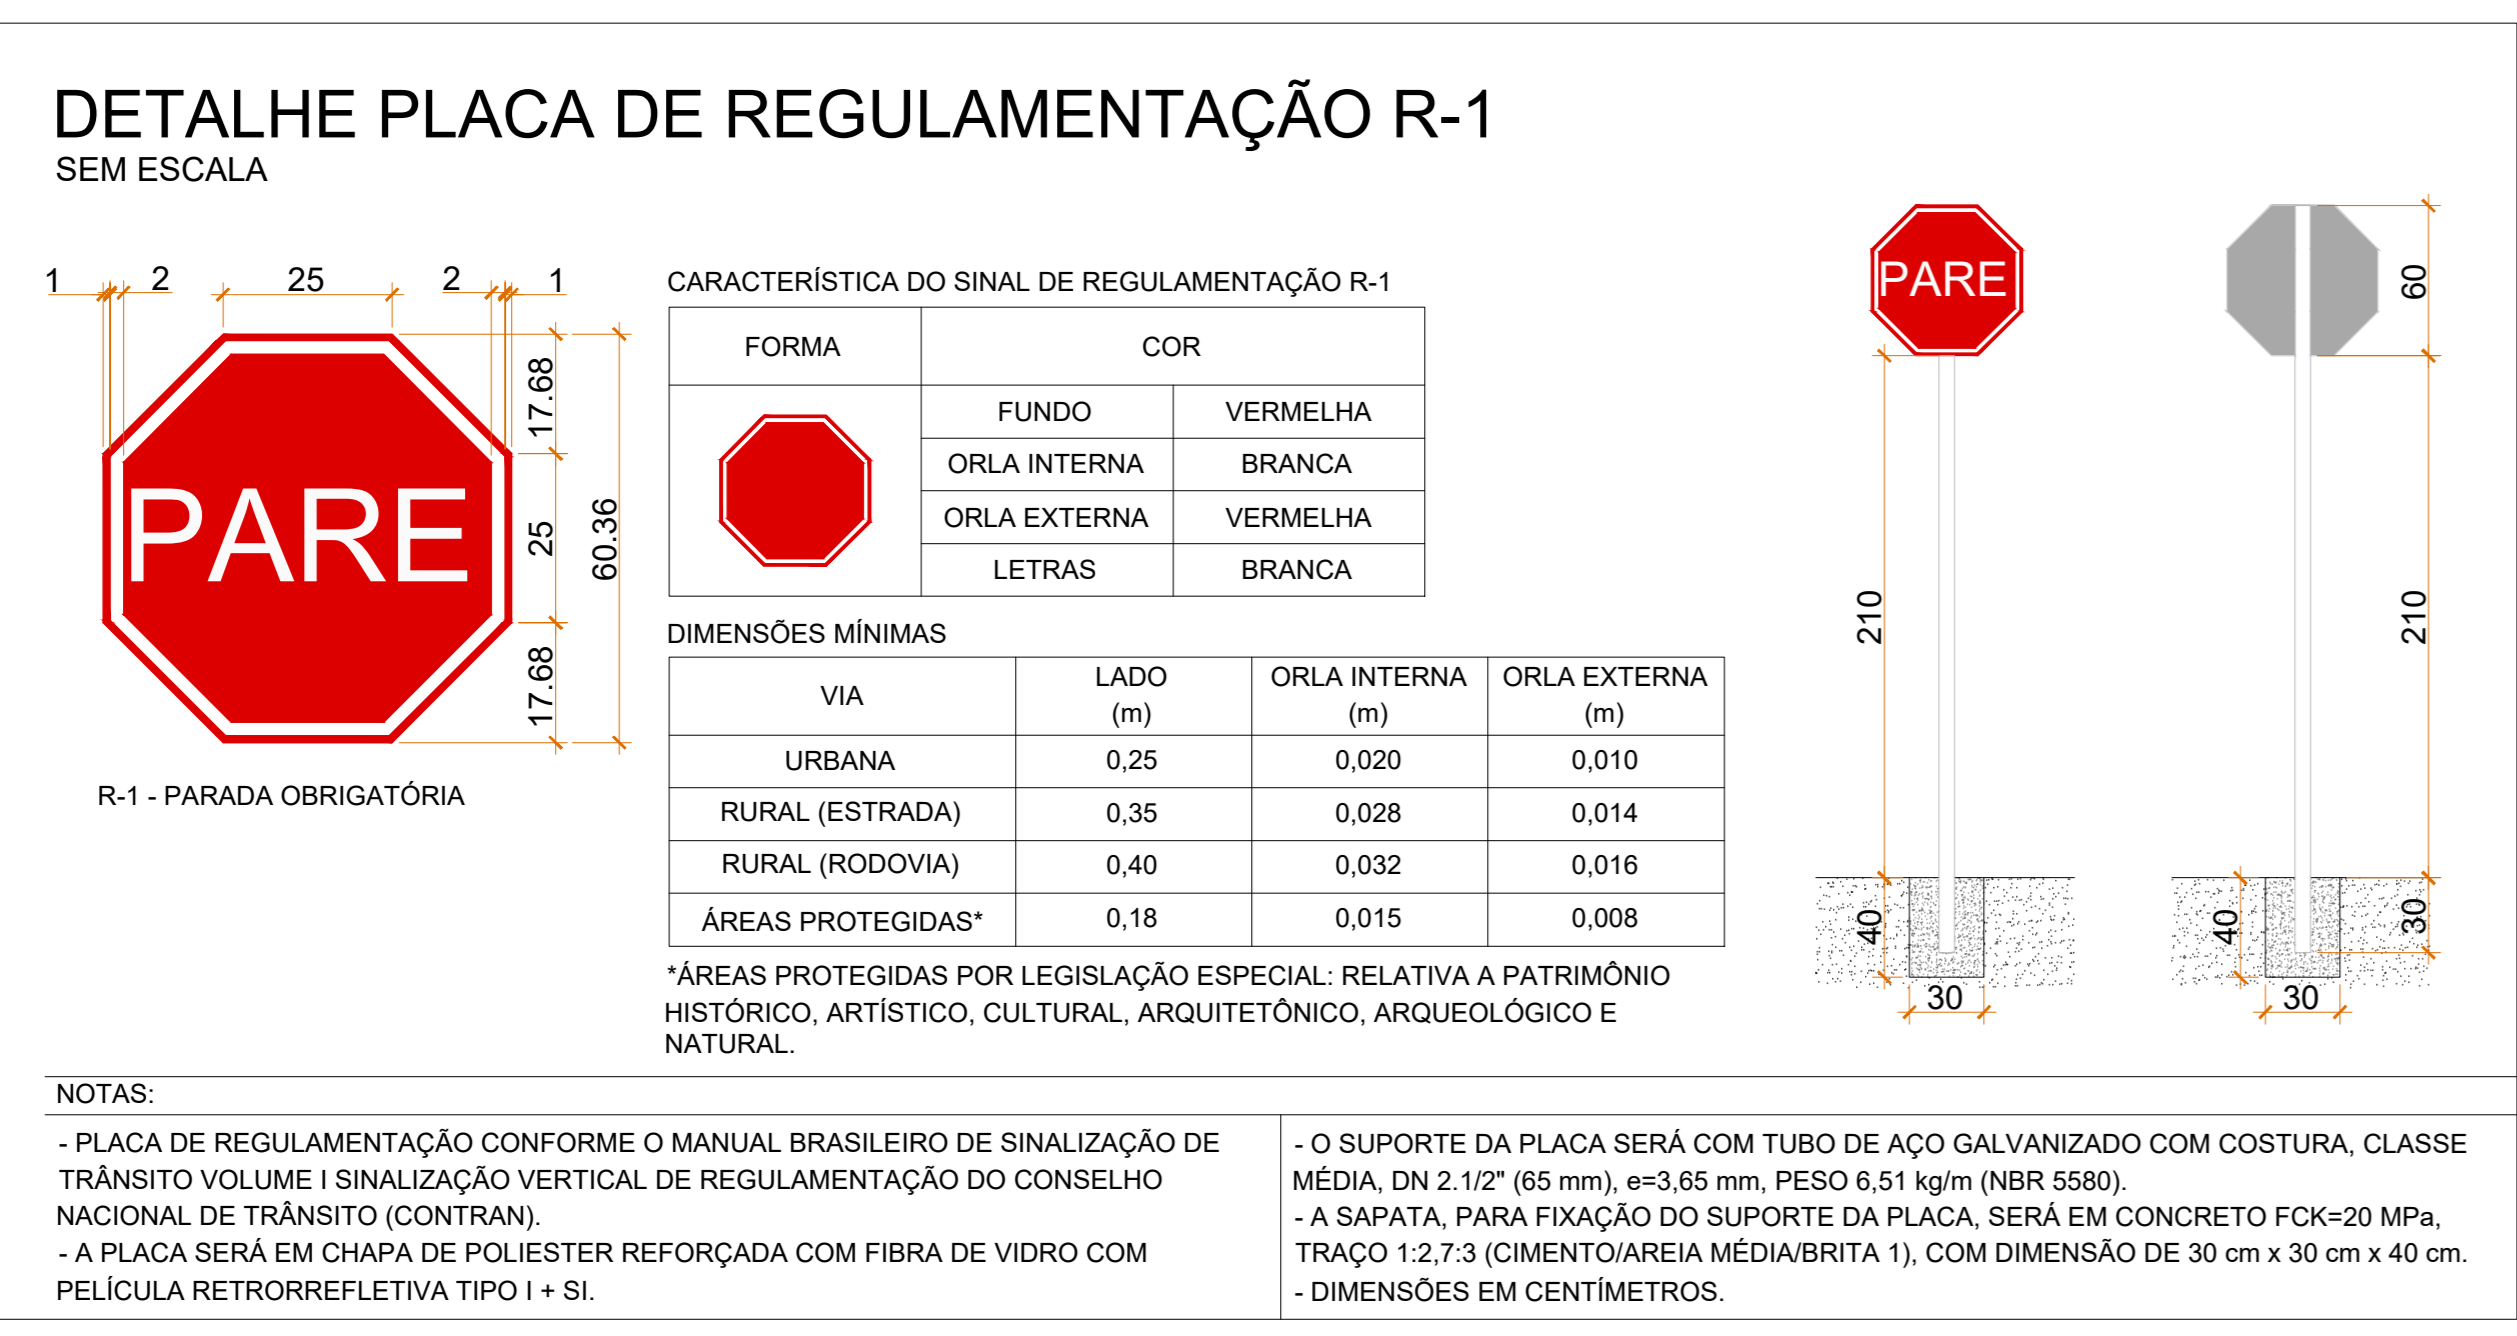 DETALHE PLACA DE REGULAMENTAÇÃO R-1
SEM ESCALA
1 2 25 2 1
17.68
25
17.68
60.36
PARE
R-1 - PARADA OBRIGATÓRIA
CARACTERÍSTICA DO SINAL DE REGULAMENTAÇÃO R-1
FORMA COR
FUNDO VERMELHA
ORLA INTERNA BRANCA
ORLA EXTERNA VERMELHA
LETRAS BRANCA
DIMENSÕES MÍNIMAS
VIA LADO (m) ORLA INTERNA (m) ORLA EXTERNA (m)
URBANA 0,25 0,020 0,010
RURAL (ESTRADA) 0,35 0,028 0,014
RURAL (RODOVIA) 0,40 0,032 0,016
ÁREAS PROTEGIDAS* 0,18 0,015 0,008
*ÁREAS PROTEGIDAS POR LEGISLAÇÃO ESPECIAL: RELATIVA A PATRIMÔNIO
HISTÓRICO, ARTÍSTICO, CULTURAL, ARQUITETÔNICO, ARQUEOLÓGICO E
NATURAL.
PARE
210
40
30
60
210
40
30
30
NOTAS:
- PLACA DE REGULAMENTAÇÃO CONFORME O MANUAL BRASILEIRO DE SINALIZAÇÃO DE
TRÂNSITO VOLUME I SINALIZAÇÃO VERTICAL DE REGULAMENTAÇÃO DO CONSELHO
NACIONAL DE TRÂNSITO (CONTRAN).
- A PLACA SERÁ EM CHAPA DE POLIESTER REFORÇADA COM FIBRA DE VIDRO COM
PELÍCULA RETRORREFLETIVA TIPO I + SI.
- O SUPORTE DA PLACA SERÁ COM TUBO DE AÇO GALVANIZADO COM COSTURA, CLASSE
MÉDIA, DN 2.1/2" (65 mm), e=3,65 mm, PESO 6,51 kg/m (NBR 5580).
- A SAPATA, PARA FIXAÇÃO DO SUPORTE DA PLACA, SERÁ EM CONCRETO FCK=20 MPa,
TRAÇO 1:2,7:3 (CIMENTO/AREIA MÉDIA/BRITA 1), COM DIMENSÃO DE 30 cm x 30 cm x 40 cm.
- DIMENSÕES EM CENTÍMETROS.